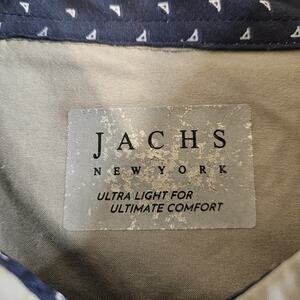 JACHS
NEW YORK
ULTRA LIGHT FOR
ULTIMATE COMFORT